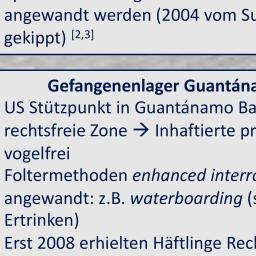 angewandt werden (2004 vom Su
gekippt) [2,3]
Gefangenenlager Guantána
US Stützpunkt in Guantánamo Ba
rechtsfreie Zone → Inhaftierte pr
vogelfrei
Foltermethoden enhanced interro
angewandt: z.B. waterboarding (s
Ertrinken)
Erst 2008 erhielten Häftlinge Rech